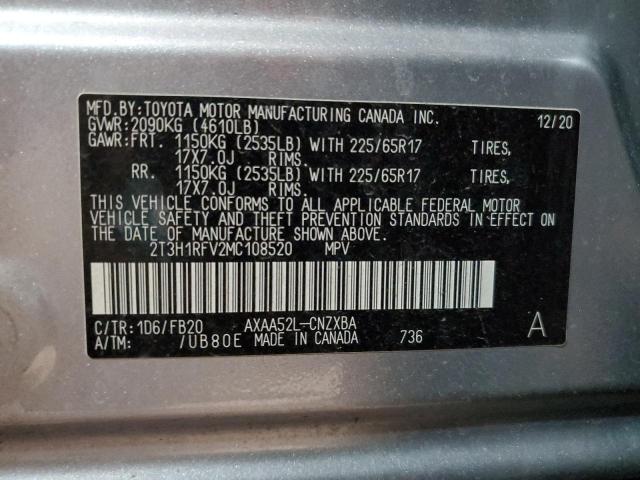 MFD.BY:TOYOTA MOTOR MANUFACTURING CANADA INC. 12/20
GVWR:2090KG (4610LB)
GAWR:FRT. 1150KG (2535LB) WITH 225/65R17 TIRES,
17X7.0J RIMS.
RR. 1150KG (2535LB) WITH 225/65R17 TIRES,
17X7.0J RIMS.
THIS VEHICLE CONFORMS TO ALL APPLICABLE FEDERAL MOTOR
VEHICLE SAFETY AND THEFT PREVENTION STANDARDS IN EFFECT ON
THE DATE OF MANUFACTURE SHOWN ABOVE.
2T3H1RFV2MC108520 MPV
C/TR:1D6/FB20 AXAA52L-CNZXBA A
A/TM: /UB80E MADE IN CANADA 736